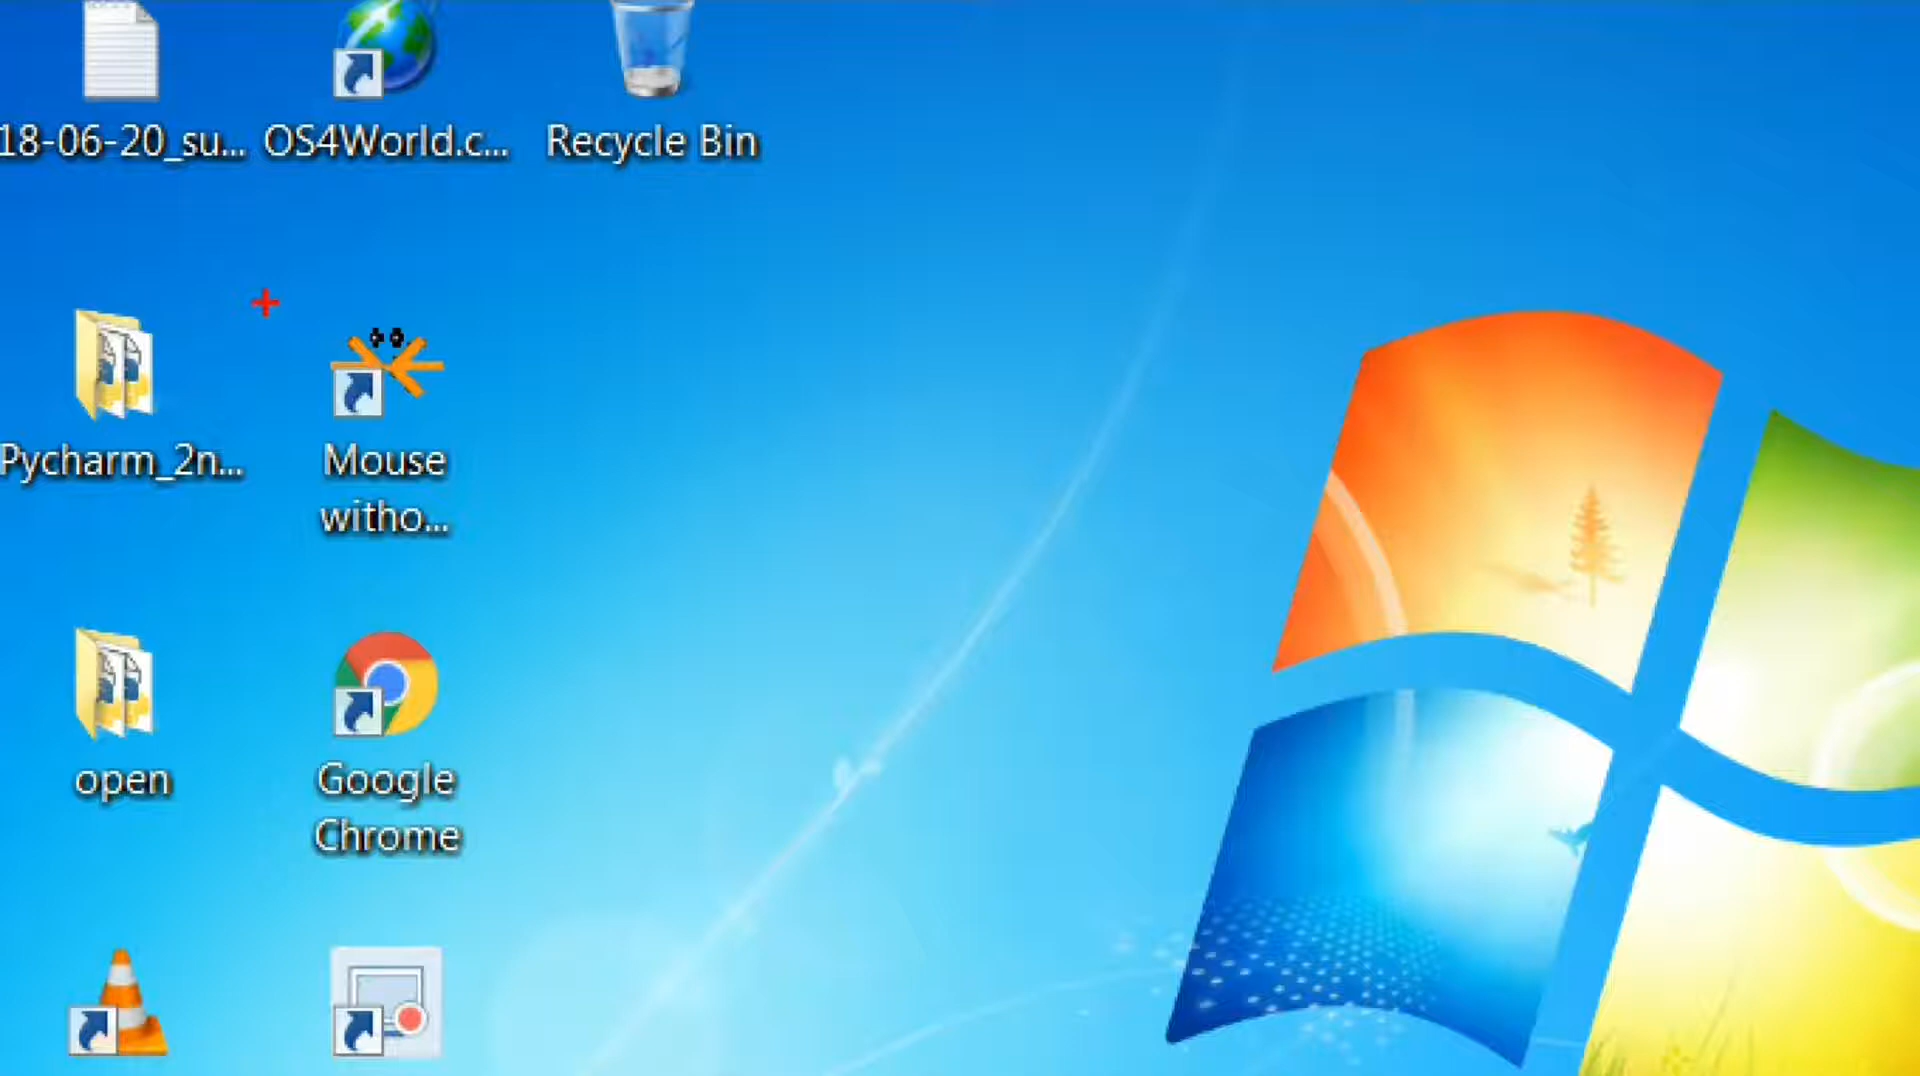 18-06-20_su...
OS4World.c...
Recycle Bin
Pycharm_2n...
Mouse
witho...
open
Google
Chrome